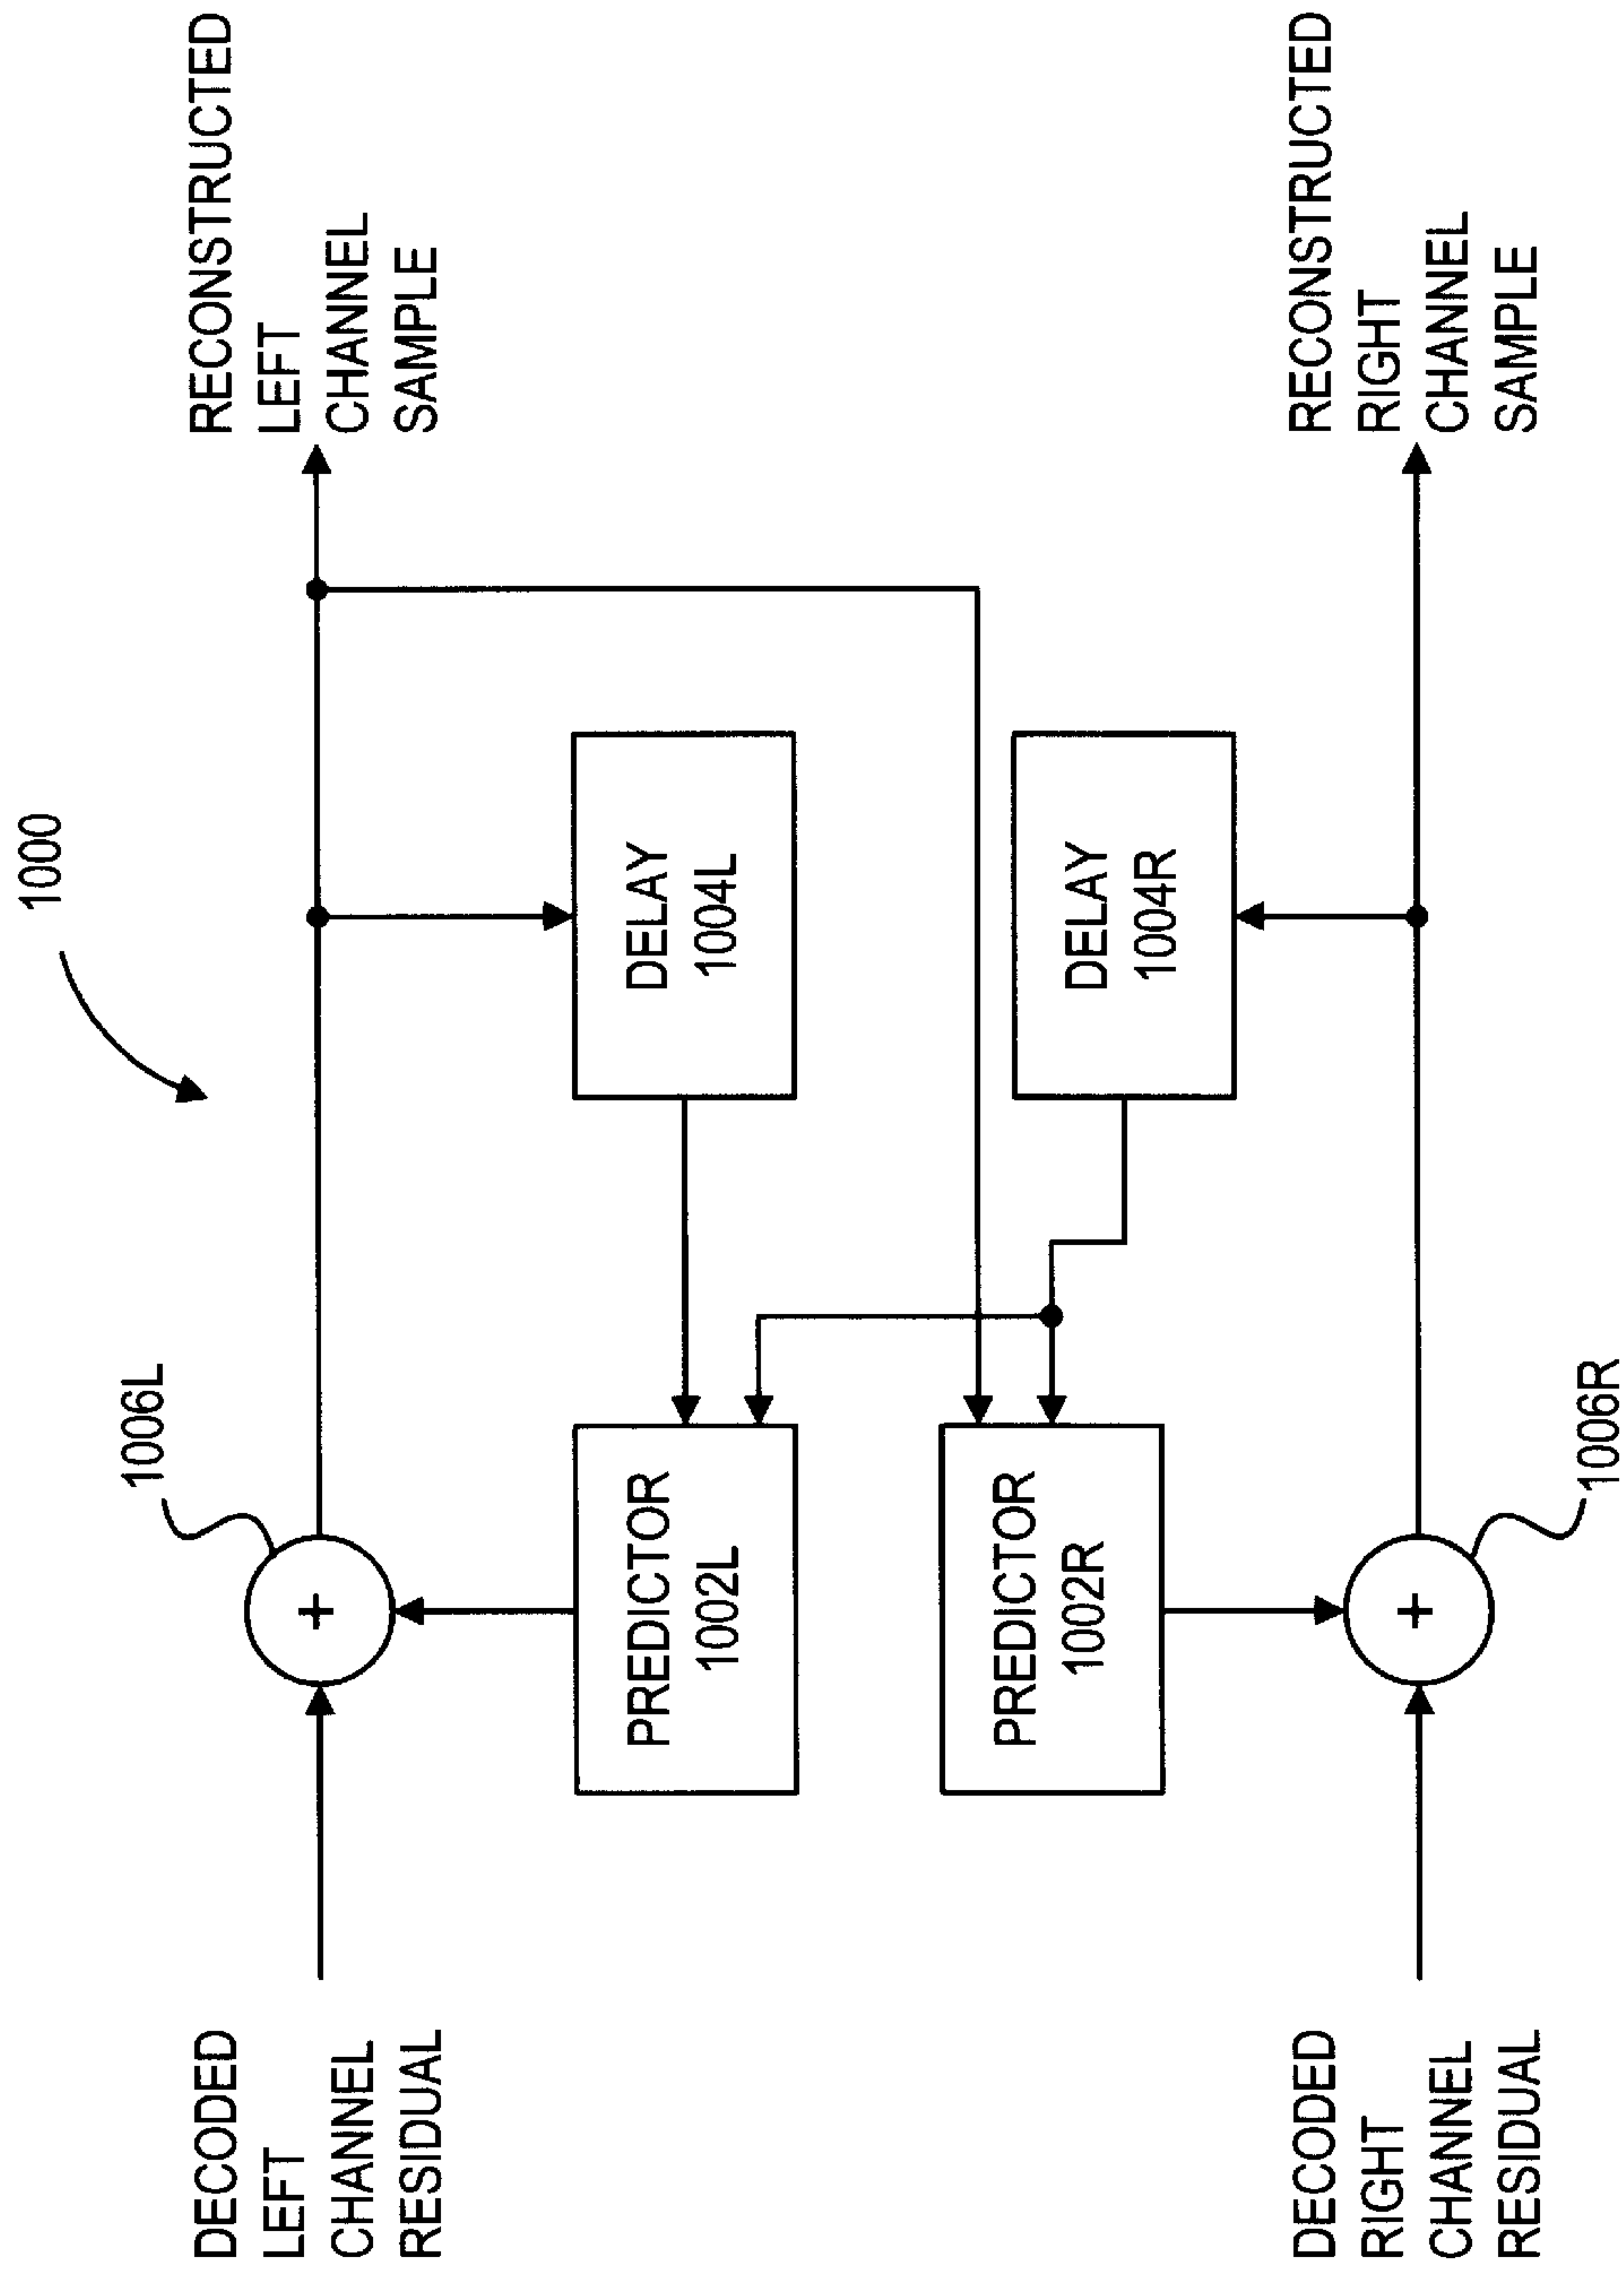 1000
DECODED
LEFT
CHANNEL
RESIDUAL
1006L
+
RECONSTRUCTED
LEFT
CHANNEL
SAMPLE
PREDICTOR
1002L
DELAY
1004L
PREDICTOR
1002R
DELAY
1004R
DECODED
RIGHT
CHANNEL
RESIDUAL
+
1006R
RECONSTRUCTED
RIGHT
CHANNEL
SAMPLE